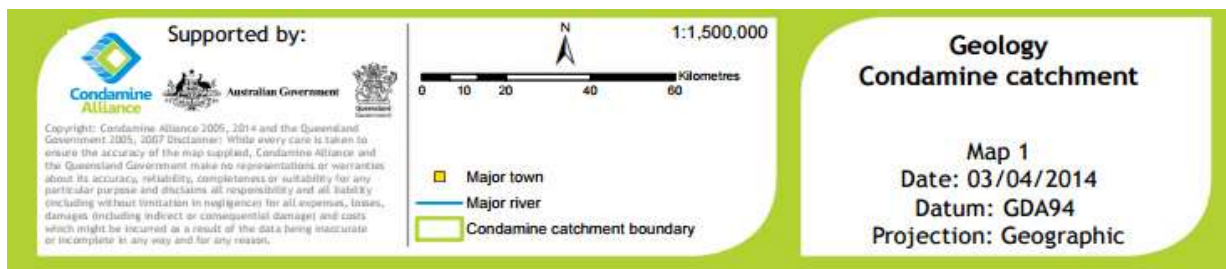 Supported by:
Condamine
Alliance
Australian Government
Queensland
Government
Copyright: Condamine Alliance 2005, 2014 and the Queensland
Government 2005, 2007 Disclaimer: While every care is taken to
ensure the accuracy of the map supplied, Condamine Alliance and
the Queensland Government make no representations or warranties
about its accuracy, reliability, completeness or suitability for any
particular purpose and disclaims all responsibility and all liability
(including without limitation in negligence) for all expenses, losses,
damages (including indirect or consequential damage) and costs
which might be incurred as a result of the data being inaccurate
or incomplete in any way and for any reason.
N
1:1,500,000
Kilometres
0 10 20 40 60
Major town
Major river
Condamine catchment boundary
Geology
Condamine catchment
Map 1
Date: 03/04/2014
Datum: GDA94
Projection: Geographic